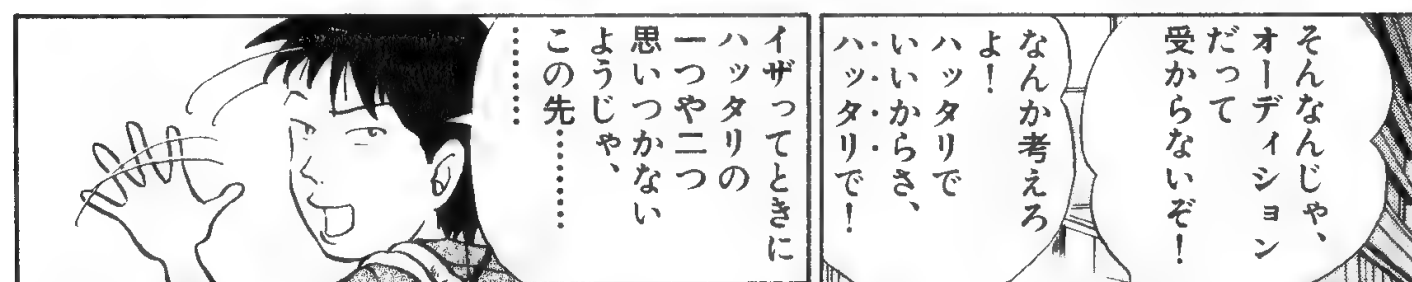 そんなんじゃ、
オーディション
だって
受からないぞ！
なんか考えろ
よ！
ハッタリで
いいからさ、
ハッタリで！
イザってときに
ハッタリの
一つや二つ
思いつかない
ようじゃ、
この先………
……